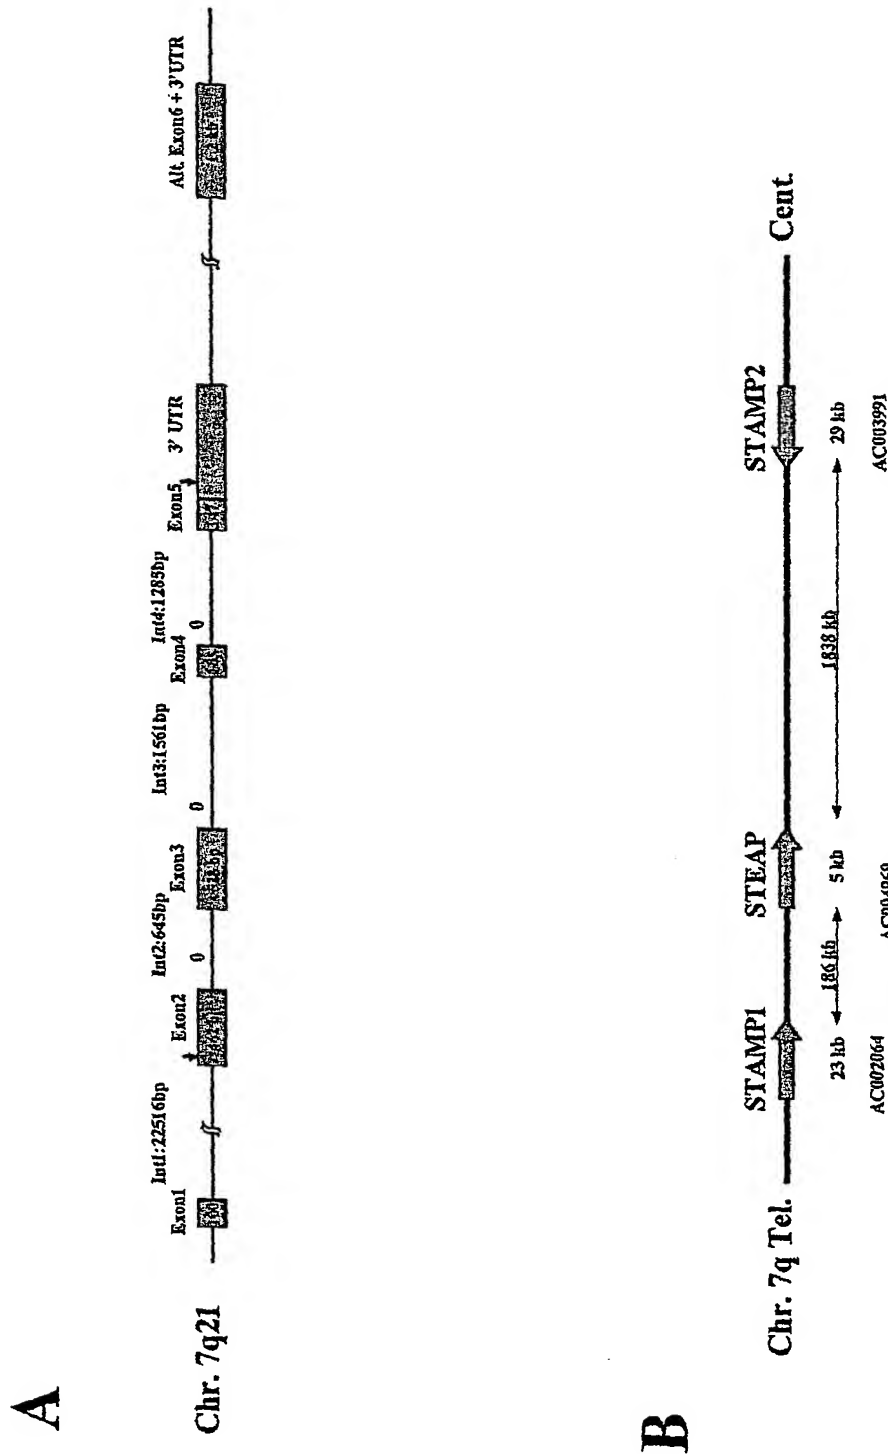 A
Chr. 7q21
Exon1
Int1:22516bp
Exon2
Int2:645bp
0
Exon3
Int3:1561bp
0
Exon4
Int4:1285bp
0
Exon5
3' UTR
Alt. Exon6 + 3'UTR
B
Chr. 7q Tel.
STAMP1
STEAP
STAMP2
Cent.
23 kb
186 kb
5 kb
1838 kb
29 kb
AC002064
AC003991